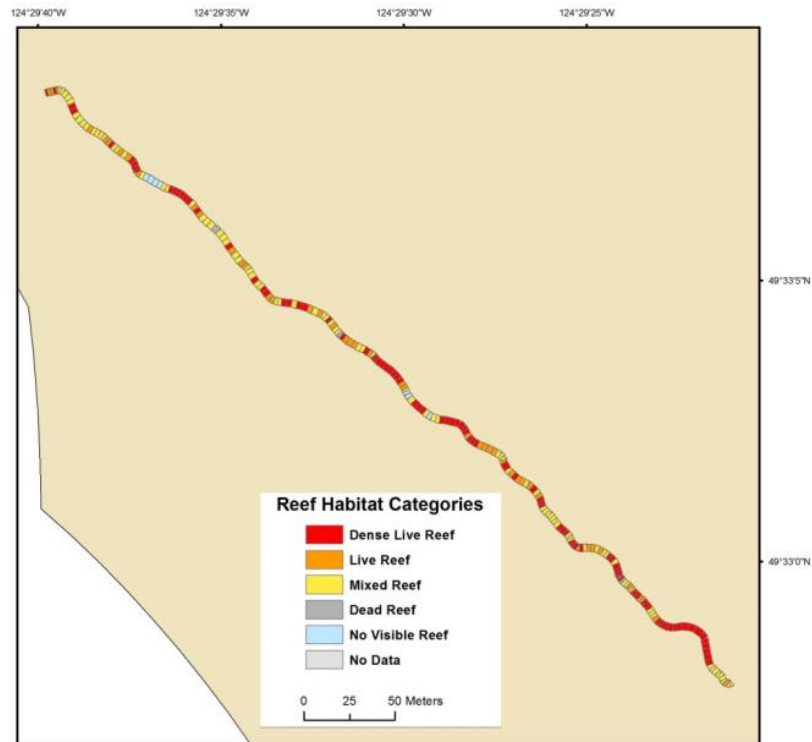 124°29'40"W 124°29'35"W 124°29'30"W 124°29'25"W
49°33'5"N
49°33'0"N
Reef Habitat Categories
Dense Live Reef
Live Reef
Mixed Reef
Dead Reef
No Visible Reef
No Data
0 25 50 Meters